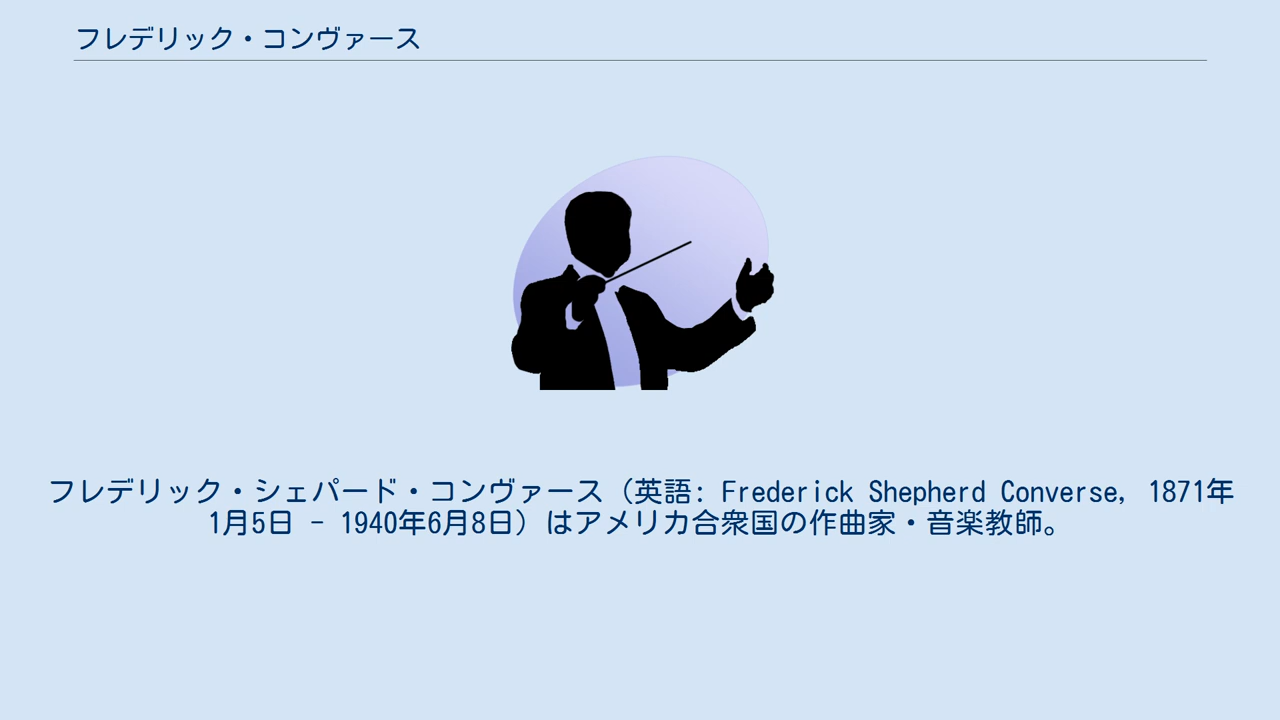 フレデリック・コンヴァース
フレデリック・シェパード・コンヴァース（英語: Frederick Shepherd Converse, 1871年
1月5日 - 1940年6月8日）はアメリカ合衆国の作曲家・音楽教師。